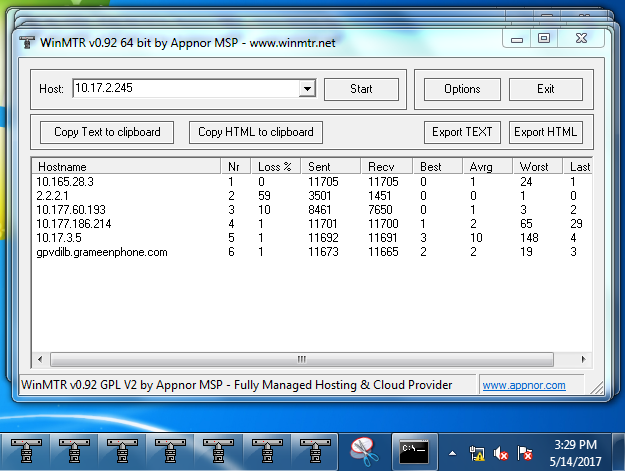 WinMTR v0.92 64 bit by Appnor MSP - www.winmtr.net
Host: 10.17.2.245 Start Options Exit
Copy Text to clipboard Copy HTML to clipboard Export TEXT Export HTML
Hostname Nr Loss % Sent Recv Best Avrg Worst Last
10.165.28.3 1 0 11705 11705 0 1 24 1
2.2.2.1 2 59 3501 1451 0 0 1 0
10.177.60.193 3 10 8461 7650 0 1 3 2
10.177.186.214 4 1 11701 11700 1 2 65 29
10.17.3.5 5 1 11692 11691 3 10 148 4
gpvdilb.grameenphone.com 6 1 11673 11665 2 2 19 3
WinMTR v0.92 GPL V2 by Appnor MSP - Fully Managed Hosting & Cloud Provider www.appnor.com
C:\_
3:29 PM
5/14/2017